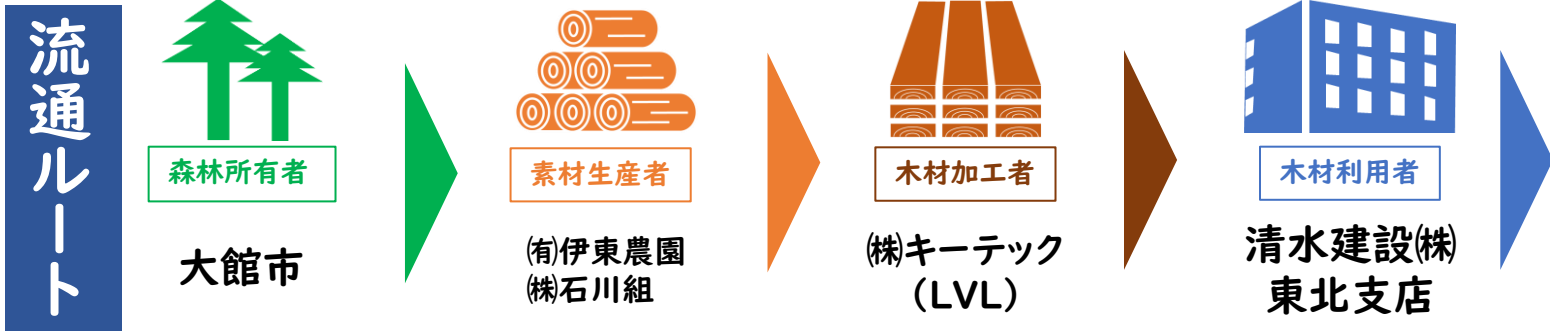 流通ルート
森林所有者
大館市
素材生産者
㈲伊東農園
㈱石川組
木材加工者
㈱キーテック
（LVL）
木材利用者
清水建設㈱
東北支店